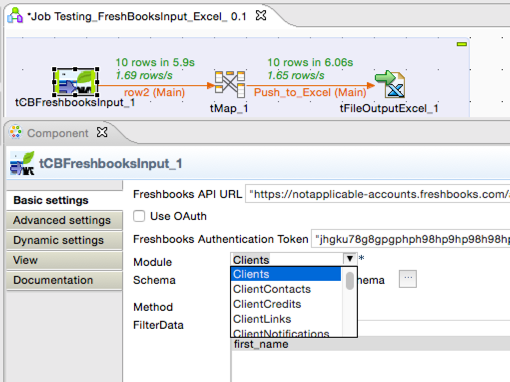 *Job Testing_FreshBooksInput_Excel_ 0.1
10 rows in 5.9s
1.69 rows/s
row2 (Main)
10 rows in 6.06s
1.65 rows/s
Push_to_Excel (Main)
tCBFreshbooksInput_1
tMap_1
tFileOutputExcel_1
Component
tCBFreshbooksInput_1
Basic settings
Advanced settings
Dynamic settings
View
Documentation
Freshbooks API URL "https://notapplicable-accounts.freshbooks.com/
Use OAuth
Freshbooks Authentication Token "jhgku78g8gpgphph98hp9hp98h98hp
Module Clients *
Clients
ClientContacts
ClientCredits
ClientLinks
ClientNotifications
Schema hema ...
Method
FilterData
first_name